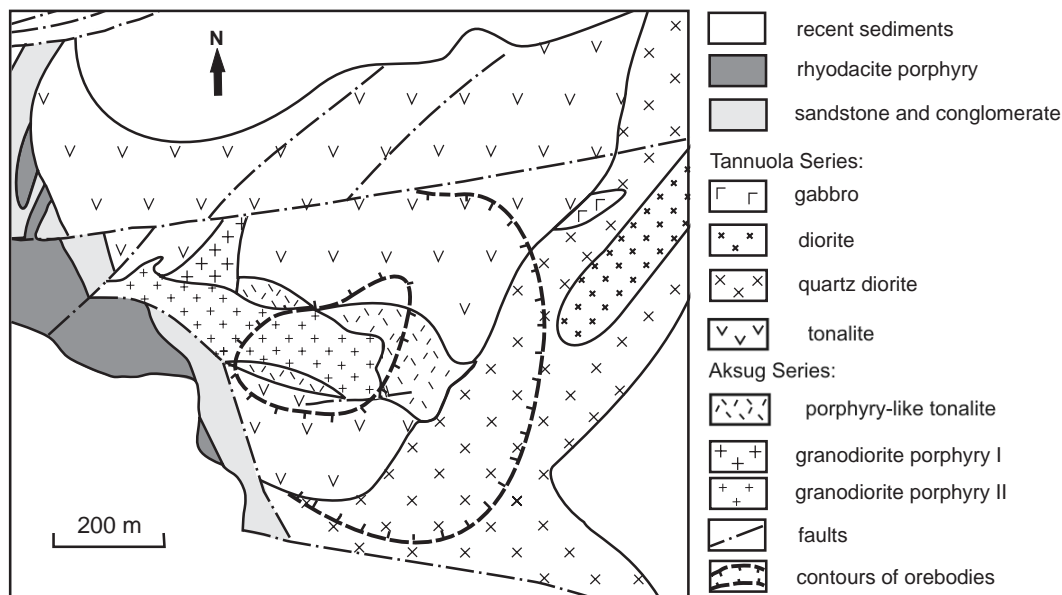 N
200 m
recent sediments
rhyodacite porphyry
sandstone and conglomerate
Tannuola Series:
gabbro
diorite
quartz diorite
tonalite
Aksug Series:
porphyry-like tonalite
granodiorite porphyry I
granodiorite porphyry II
faults
contours of orebodies